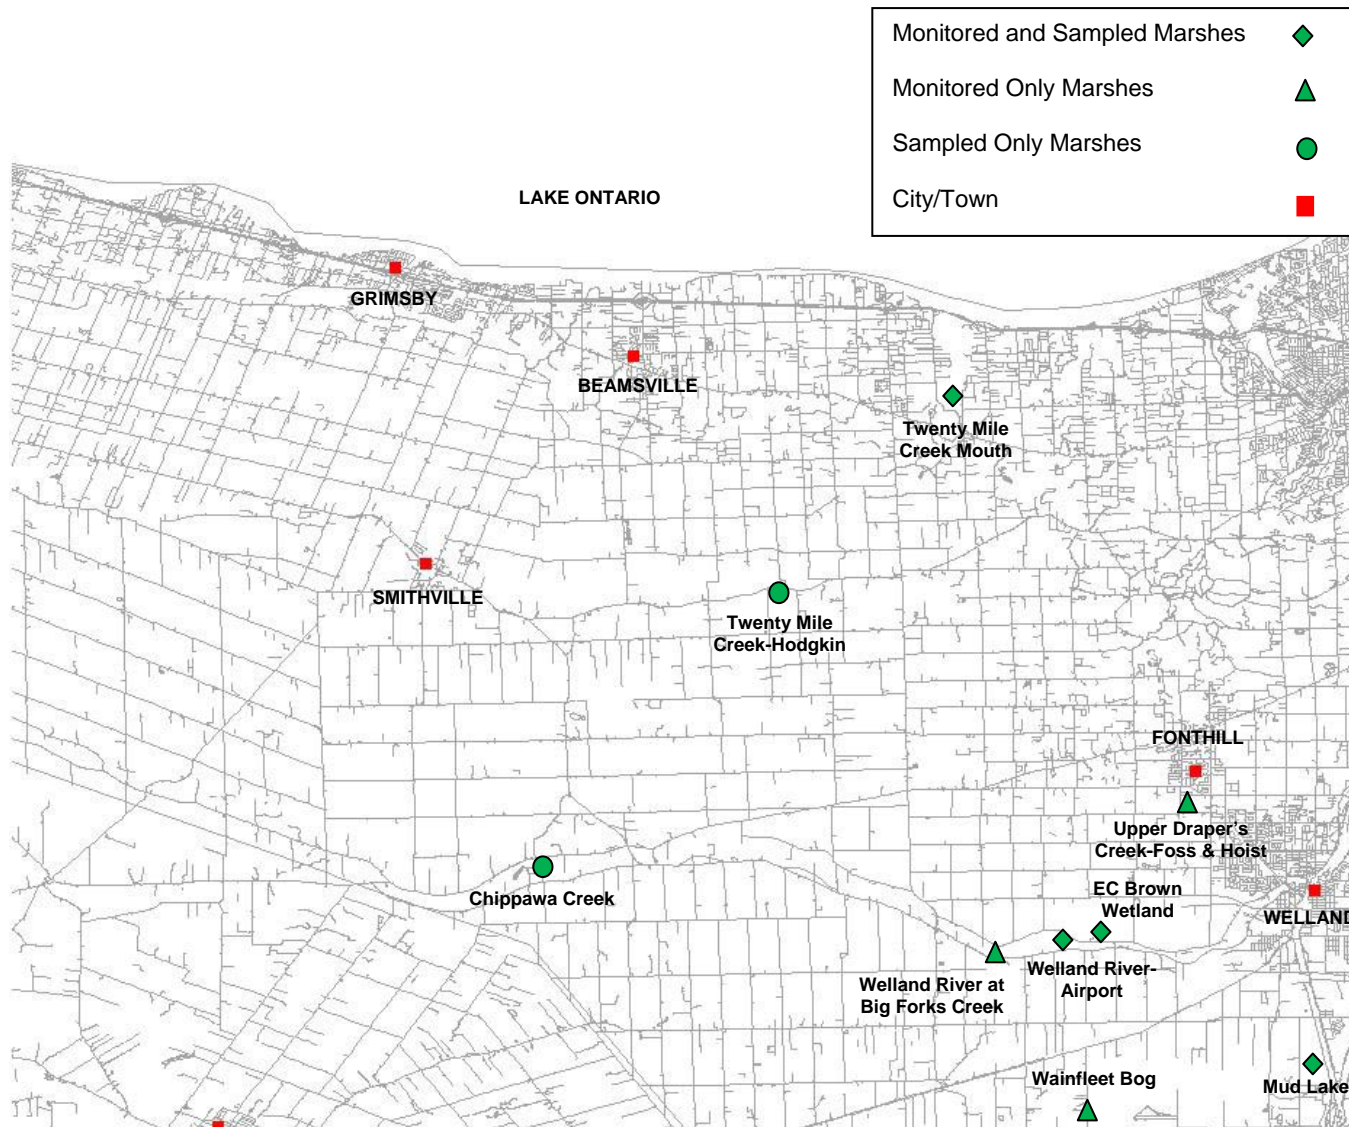 Monitored and Sampled Marshes
Monitored Only Marshes
Sampled Only Marshes
City/Town
LAKE ONTARIO
GRIMSBY
BEAMSVILLE
Twenty Mile
Creek Mouth
SMITHVILLE
Twenty Mile
Creek-Hodgkin
FONTHILL
Upper Draper's
Creek-Foss & Hoist
Chippawa Creek
EC Brown
Wetland
WELLAND
Welland River-
Airport
Welland River at
Big Forks Creek
Wainfleet Bog
Mud Lake